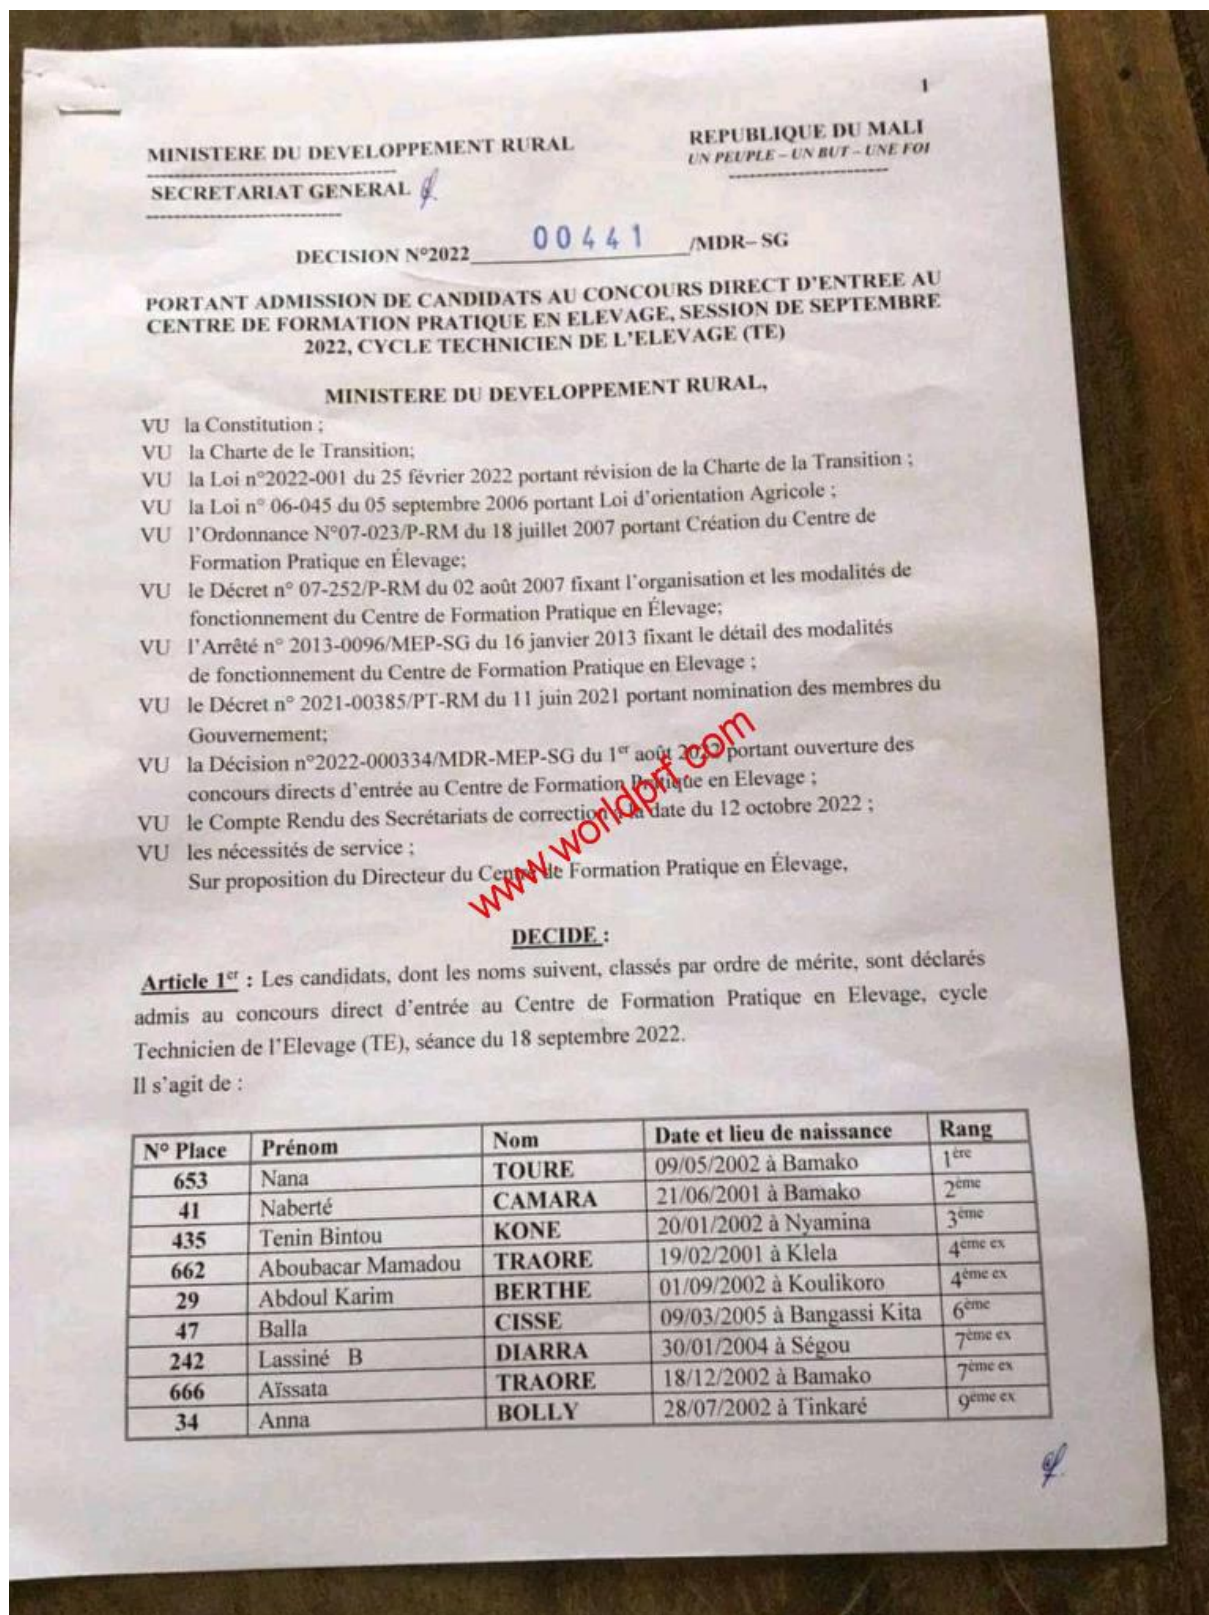 1
MINISTERE DU DEVELOPPEMENT RURAL
REPUBLIQUE DU MALI
UN PEUPLE – UN BUT – UNE FOI
SECRETARIAT GENERAL
DECISION N°2022 00441 /MDR– SG
PORTANT ADMISSION DE CANDIDATS AU CONCOURS DIRECT D'ENTREE AU
CENTRE DE FORMATION PRATIQUE EN ELEVAGE, SESSION DE SEPTEMBRE
2022, CYCLE TECHNICIEN DE L'ELEVAGE (TE)
MINISTERE DU DEVELOPPEMENT RURAL,
VU la Constitution ;
VU la Charte de le Transition;
VU la Loi n°2022-001 du 25 février 2022 portant révision de la Charte de la Transition ;
VU la Loi n° 06-045 du 05 septembre 2006 portant Loi d'orientation Agricole ;
VU l'Ordonnance N°07-023/P-RM du 18 juillet 2007 portant Création du Centre de
Formation Pratique en Élevage;
VU le Décret n° 07-252/P-RM du 02 août 2007 fixant l'organisation et les modalités de
fonctionnement du Centre de Formation Pratique en Élevage;
VU l'Arrêté n° 2013-0096/MEP-SG du 16 janvier 2013 fixant le détail des modalités
de fonctionnement du Centre de Formation Pratique en Elevage ;
VU le Décret n° 2021-00385/PT-RM du 11 juin 2021 portant nomination des membres du
Gouvernement;
VU la Décision n°2022-000334/MDR-MEP-SG du 1er août 2022 portant ouverture des
concours directs d'entrée au Centre de Formation Pratique en Elevage ;
VU le Compte Rendu des Secrétariats de correction à la date du 12 octobre 2022 ;
VU les nécessités de service ;
Sur proposition du Directeur du Centre de Formation Pratique en Élevage,
www.worldprf.com
DECIDE :
Article 1er : Les candidats, dont les noms suivent, classés par ordre de mérite, sont déclarés
admis au concours direct d'entrée au Centre de Formation Pratique en Elevage, cycle
Technicien de l'Elevage (TE), séance du 18 septembre 2022.
Il s'agit de :
N° Place Prénom Nom Date et lieu de naissance Rang
653 Nana TOURE 09/05/2002 à Bamako 1ère
41 Naberté CAMARA 21/06/2001 à Bamako 2ème
435 Tenin Bintou KONE 20/01/2002 à Nyamina 3ème
662 Aboubacar Mamadou TRAORE 19/02/2001 à Klela 4ème ex
29 Abdoul Karim BERTHE 01/09/2002 à Koulikoro 4ème ex
47 Balla CISSE 09/03/2005 à Bangassi Kita 6ème
242 Lassiné B DIARRA 30/01/2004 à Ségou 7ème ex
666 Aïssata TRAORE 18/12/2002 à Bamako 7ème ex
34 Anna BOLLY 28/07/2002 à Tinkaré 9ème ex